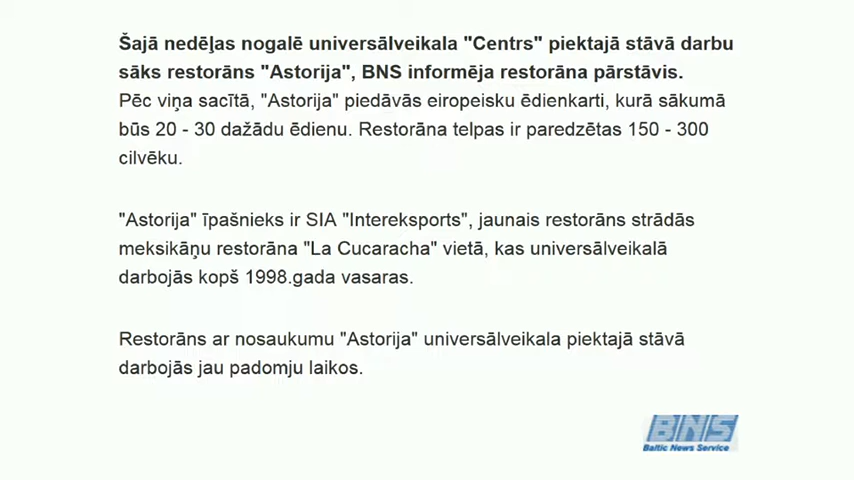 Šajā nedēļas nogalē universālveikala "Centrs" piektajā stāvā darbu
sāks restorāns "Astorija", BNS informēja restorāna pārstāvis.
Pēc viņa sacītā, "Astorija" piedāvās eiropeisku ēdienkarti, kurā sākumā
būs 20 - 30 dažādu ēdienu. Restorāna telpas ir paredzētas 150 - 300
cilvēku.
"Astorija" īpašnieks ir SIA "Intereksports", jaunais restorāns strādās
meksikāņu restorāna "La Cucaracha" vietā, kas universālveikalā
darbojās kopš 1998.gada vasaras.
Restorāns ar nosaukumu "Astorija" universālveikala piektajā stāvā
darbojās jau padomju laikos.
BNS
Baltic News Service